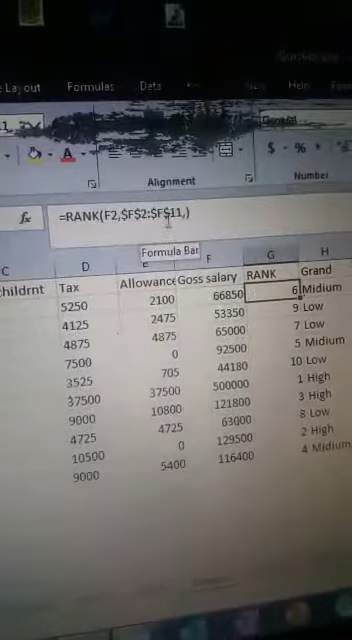 Layout Formulas Data Help
General
$ - % ,
Alignment Number
fx =RANK(F2,$F$2:$F$11,)
Formula Bar
C D E F G H
childrnt Tax Allowance Goss salary RANK Grand
5250 2100 66850 6 Midium
4125 2475 53350 9 Low
4875 4875 65000 7 Low
7500 0 92500 5 Midium
3525 705 44180 10 Low
37500 37500 500000 1 High
9000 10800 121800 3 High
4725 4725 63000 8 Low
10500 0 129500 2 High
9000 5400 116400 4 Midium